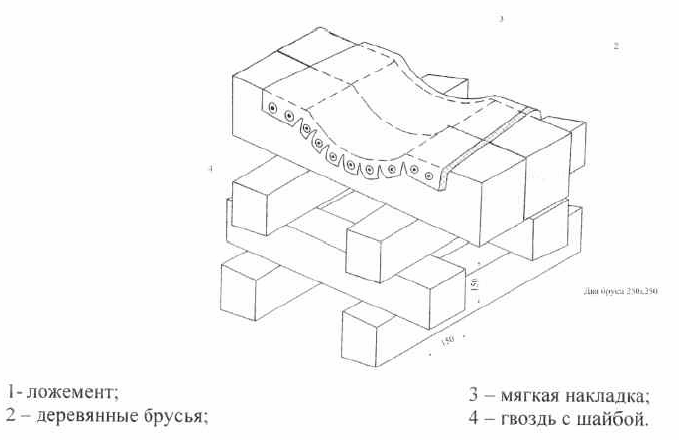 3
2
4
150
Два бруса 250х250
150
1- ложемент;
2 – деревянные брусья;
3 – мягкая накладка;
4 – гвоздь с шайбой.